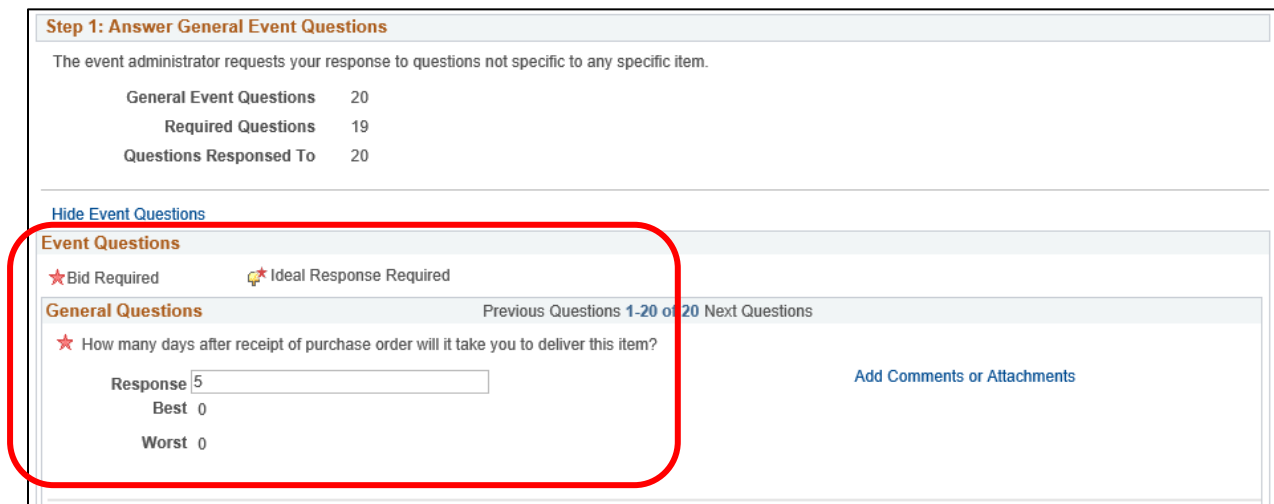 Step 1: Answer General Event Questions
The event administrator requests your response to questions not specific to any specific item.
General Event Questions 20
Required Questions 19
Questions Responsed To 20
Hide Event Questions
Event Questions
Bid Required Ideal Response Required
General Questions Previous Questions 1-20 of 20 Next Questions
How many days after receipt of purchase order will it take you to deliver this item?
Response 5 Add Comments or Attachments
Best 0
Worst 0